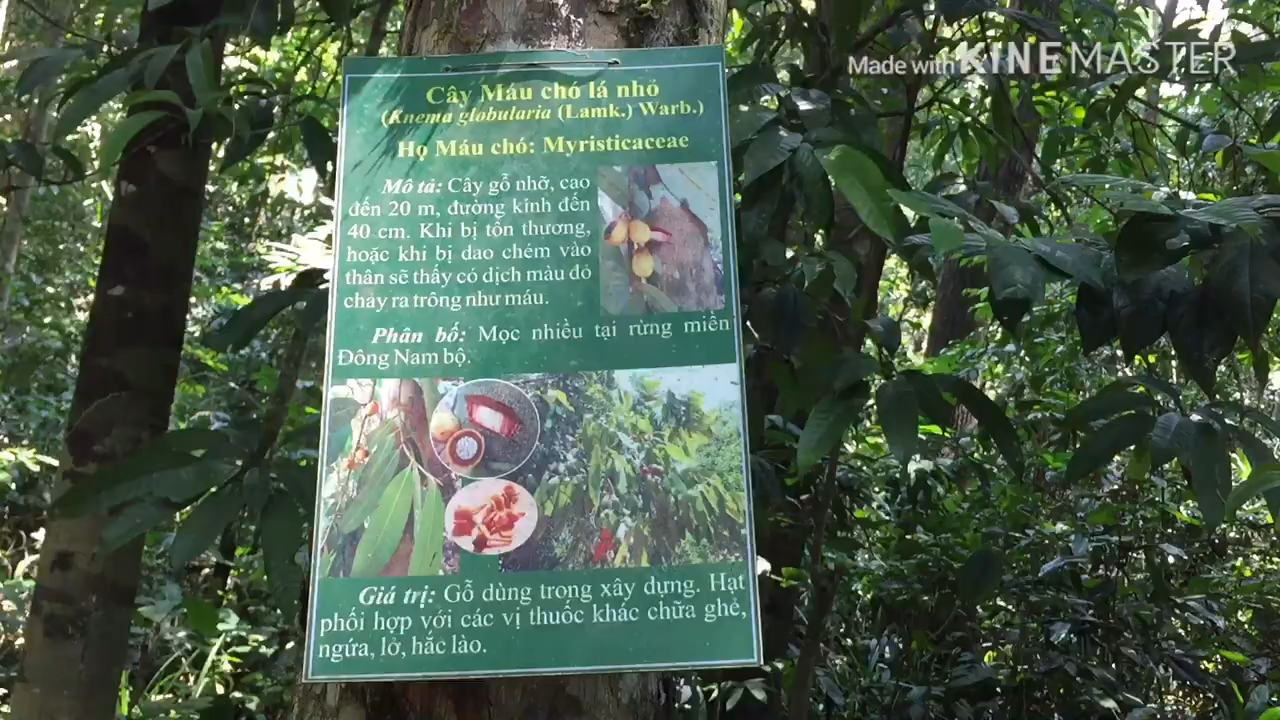 Made with KINEMASTER
Cây Máu chó lá nhỏ
(Knema globularia (Lamk.) Warb.)
Họ Máu chó: Myristicaceae
Mô tả: Cây gỗ nhỡ, cao
đến 20 m, đường kính đến
40 cm. Khi bị tổn thương,
hoặc khi bị dao chém vào
thân sẽ thấy có dịch màu đỏ
chảy ra trông như máu.
Phân bố: Mọc nhiều tại rừng miền
Đông Nam bộ.
Giá trị: Gỗ dùng trong xây dựng. Hạt
phối hợp với các vị thuốc khác chữa ghẻ,
ngứa, lở, hắc lào.